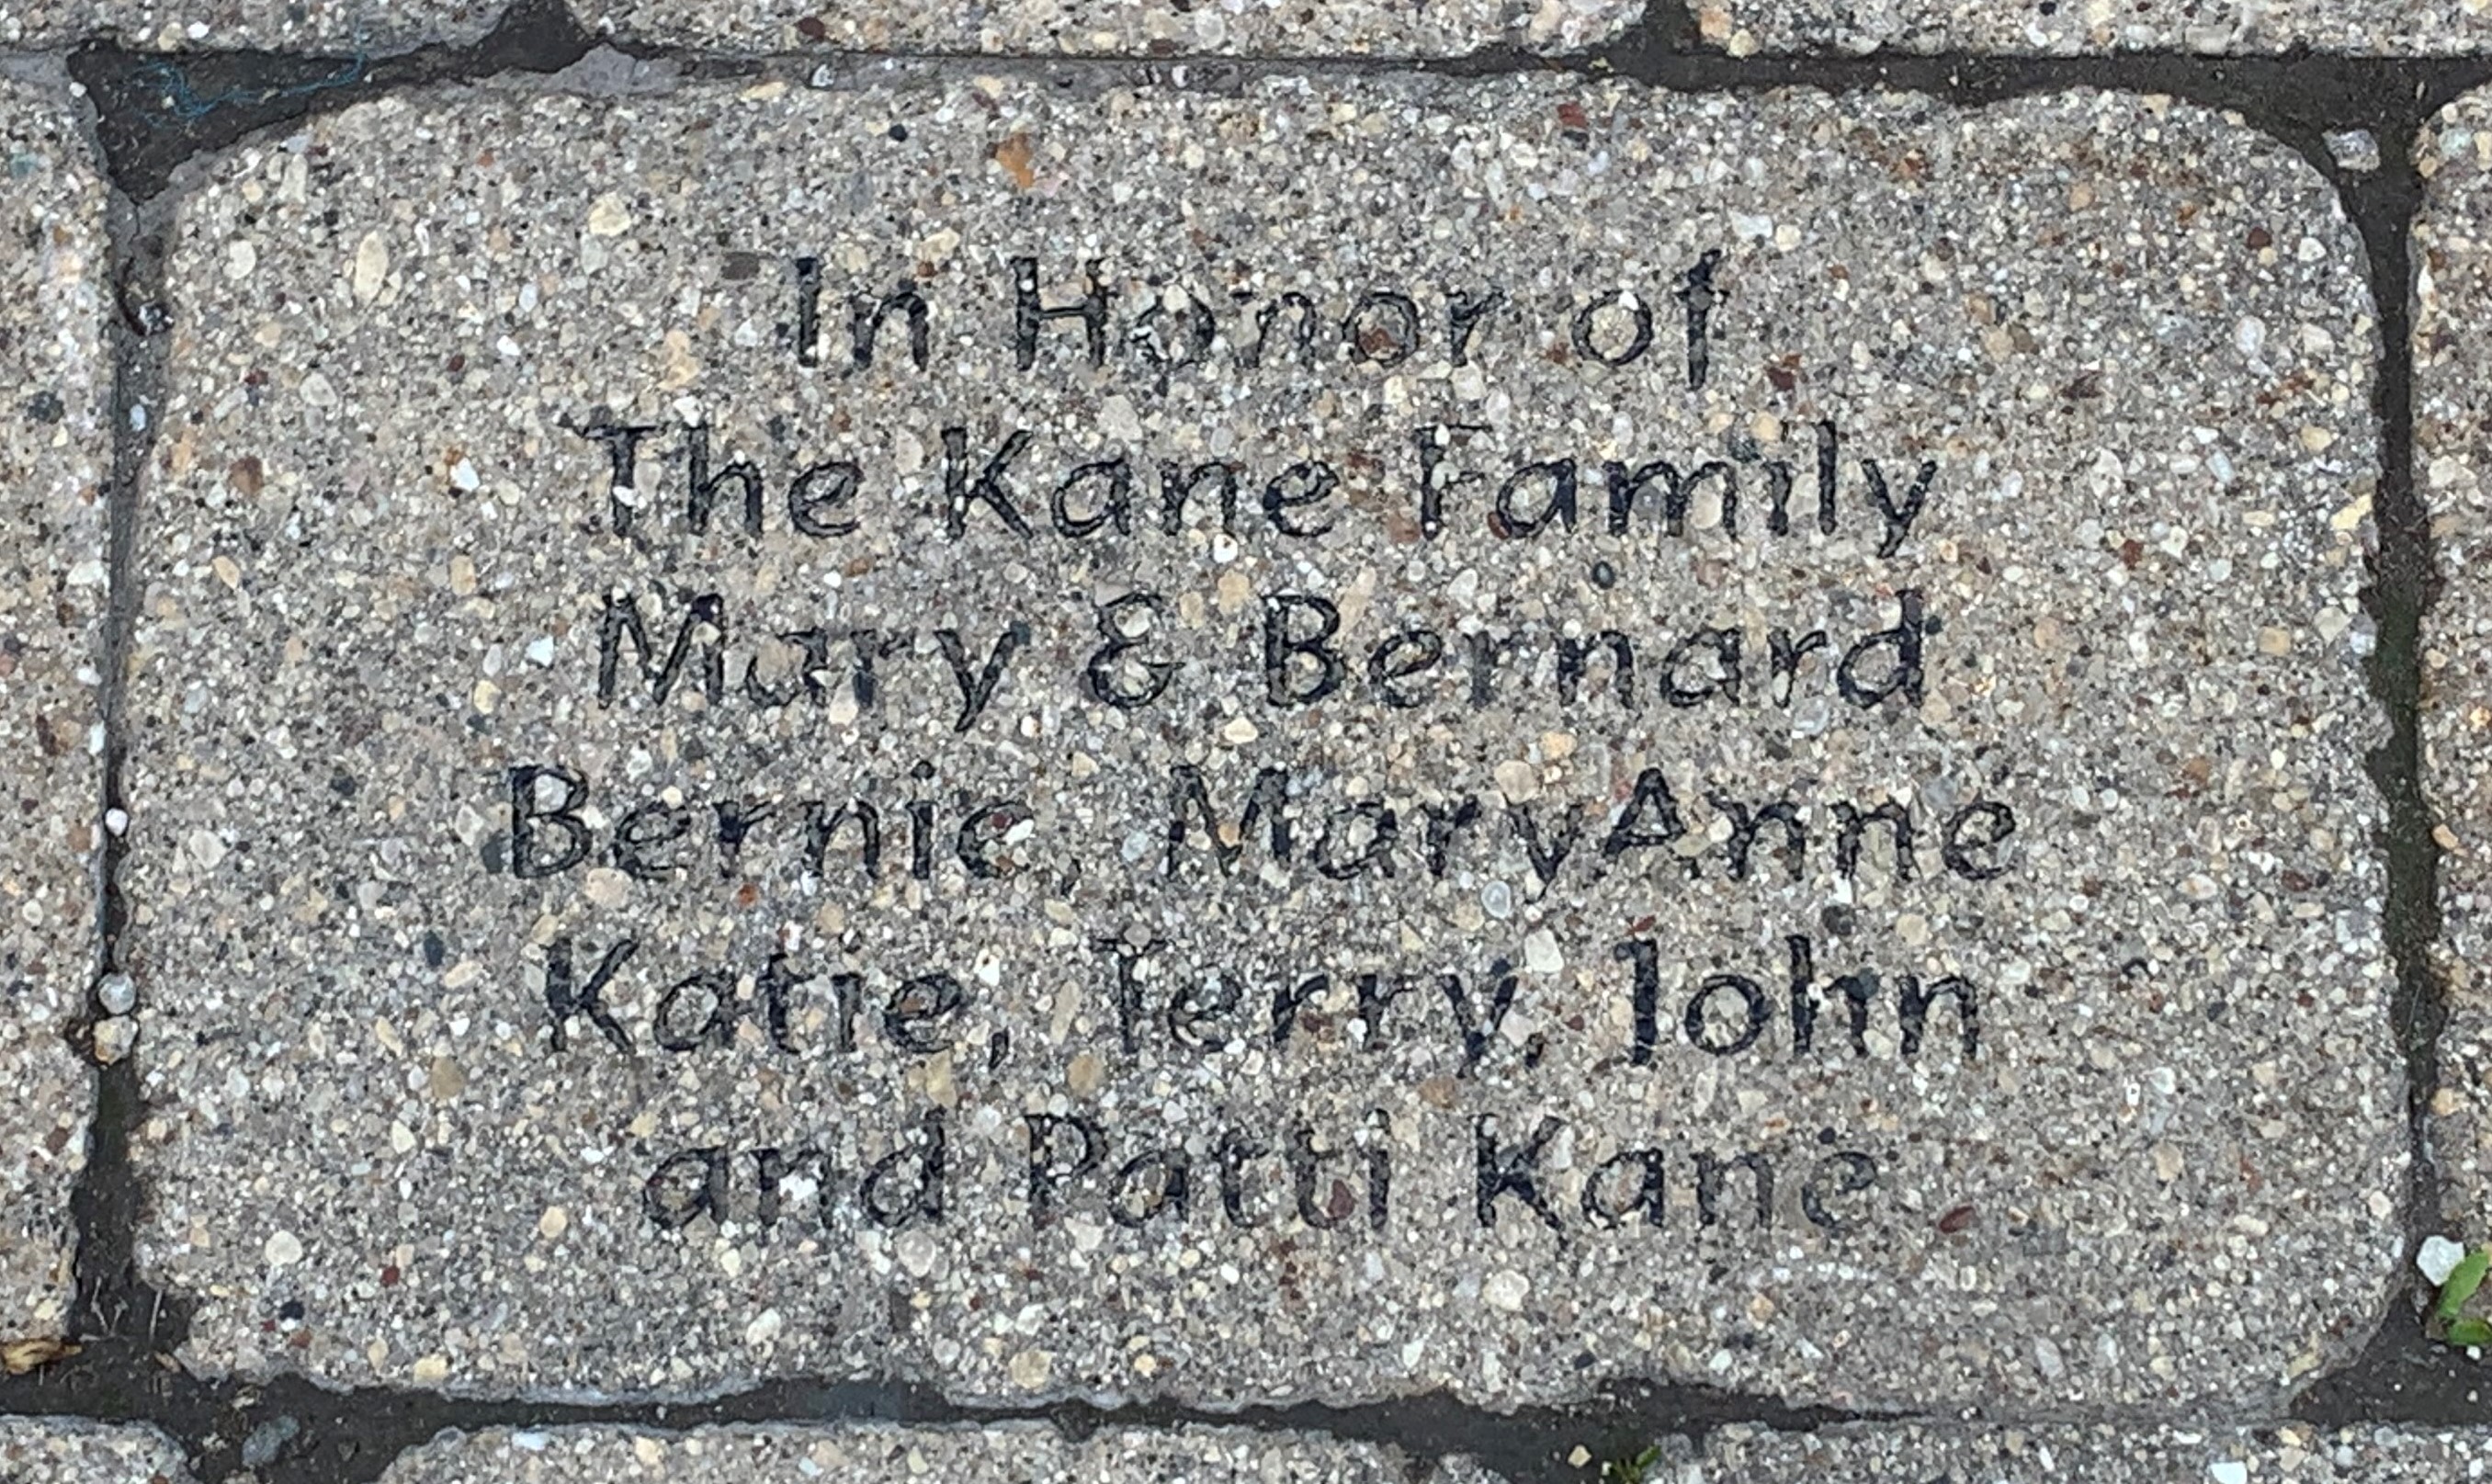 In Honor of
The Kane Family
Mary & Bernard
Bernie, MaryAnne
Katie, Terry, John
and Patti Kane